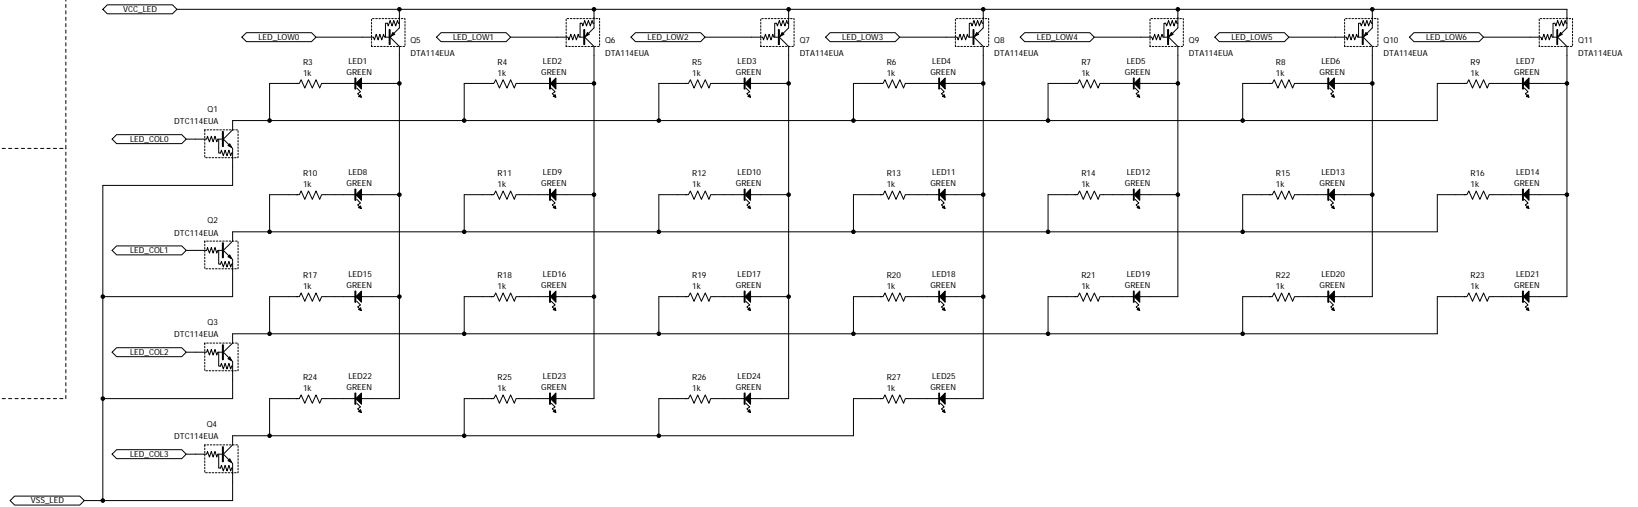 VCC_LED
LED_LOW0 Q5 LED_LOW1 Q6 LED_LOW2 Q7 LED_LOW3 Q8 LED_LOW4 Q9 LED_LOW5 Q10 LED_LOW6 Q11
DTA114EUA DTA114EUA DTA114EUA DTA114EUA DTA114EUA DTA114EUA DTA114EUA
R3 LED1 R4 LED2 R5 LED3 R6 LED4 R7 LED5 R8 LED6 R9 LED7
1k GREEN 1k GREEN 1k GREEN 1k GREEN 1k GREEN 1k GREEN 1k GREEN
Q1
DTC114EUA
LED_COL0
R10 LED8 R11 LED9 R12 LED10 R13 LED11 R14 LED12 R15 LED13 R16 LED14
1k GREEN 1k GREEN 1k GREEN 1k GREEN 1k GREEN 1k GREEN 1k GREEN
Q2
DTC114EUA
LED_COL1
R17 LED15 R18 LED16 R19 LED17 R20 LED18 R21 LED19 R22 LED20 R23 LED21
1k GREEN 1k GREEN 1k GREEN 1k GREEN 1k GREEN 1k GREEN 1k GREEN
Q3
DTC114EUA
LED_COL2
R24 LED22 R25 LED23 R26 LED24 R27 LED25
1k GREEN 1k GREEN 1k GREEN 1k GREEN
Q4
DTC114EUA
LED_COL3
VSS_LED